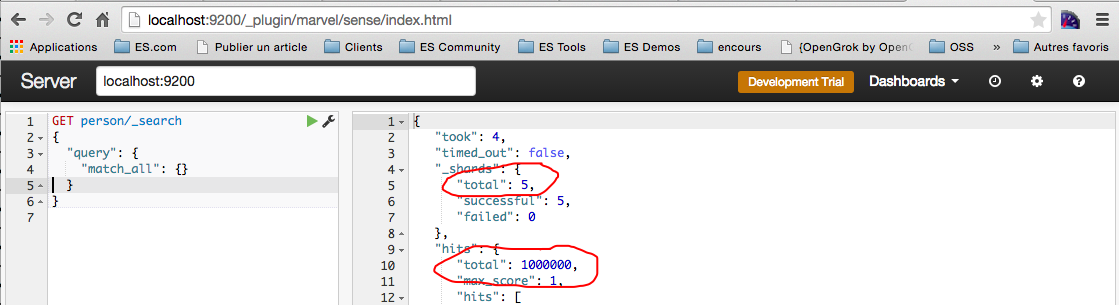 localhost:9200/_plugin/marvel/sense/index.html
Applications ES.com Publier un article Clients ES Community ES Tools ES Demos encours {OpenGrok by Open OSS » Autres favoris
Server localhost:9200 Development Trial Dashboards
1 GET person/_search
2 {
3 "query": {
4 "match_all": {}
5 }
6 }
7
1 {
2 "took": 4,
3 "timed_out": false,
4 "_shards": {
5 "total": 5,
6 "successful": 5,
7 "failed": 0
8 },
9 "hits": {
10 "total": 1000000,
11 "max_score": 1,
12 "hits": [